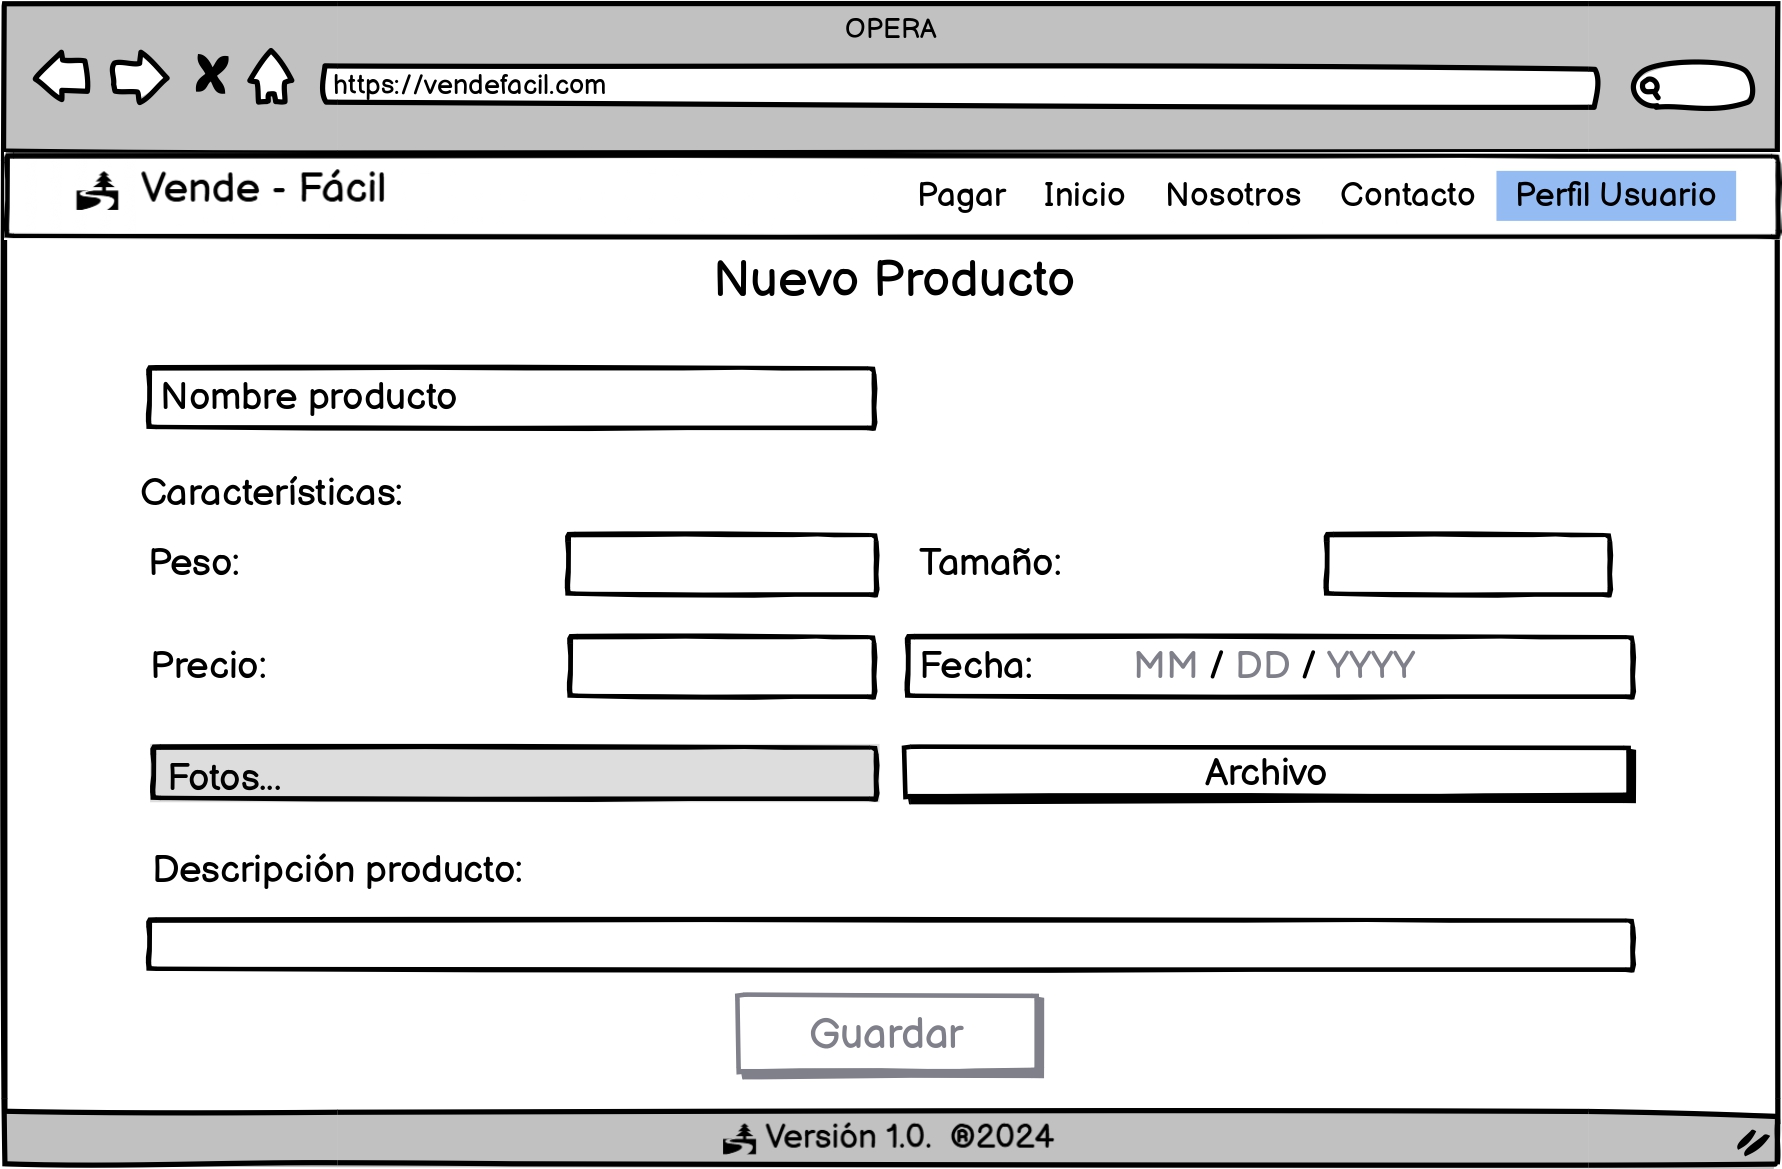 OPERA
https://vendefacil.com
Vende - Fácil
Pagar Inicio Nosotros Contacto Perfil Usuario
Nuevo Producto
Nombre producto
Características:
Peso: Tamaño:
Precio: Fecha: MM / DD / YYYY
Fotos... Archivo
Descripción producto:
Guardar
Versión 1.0. ®2024